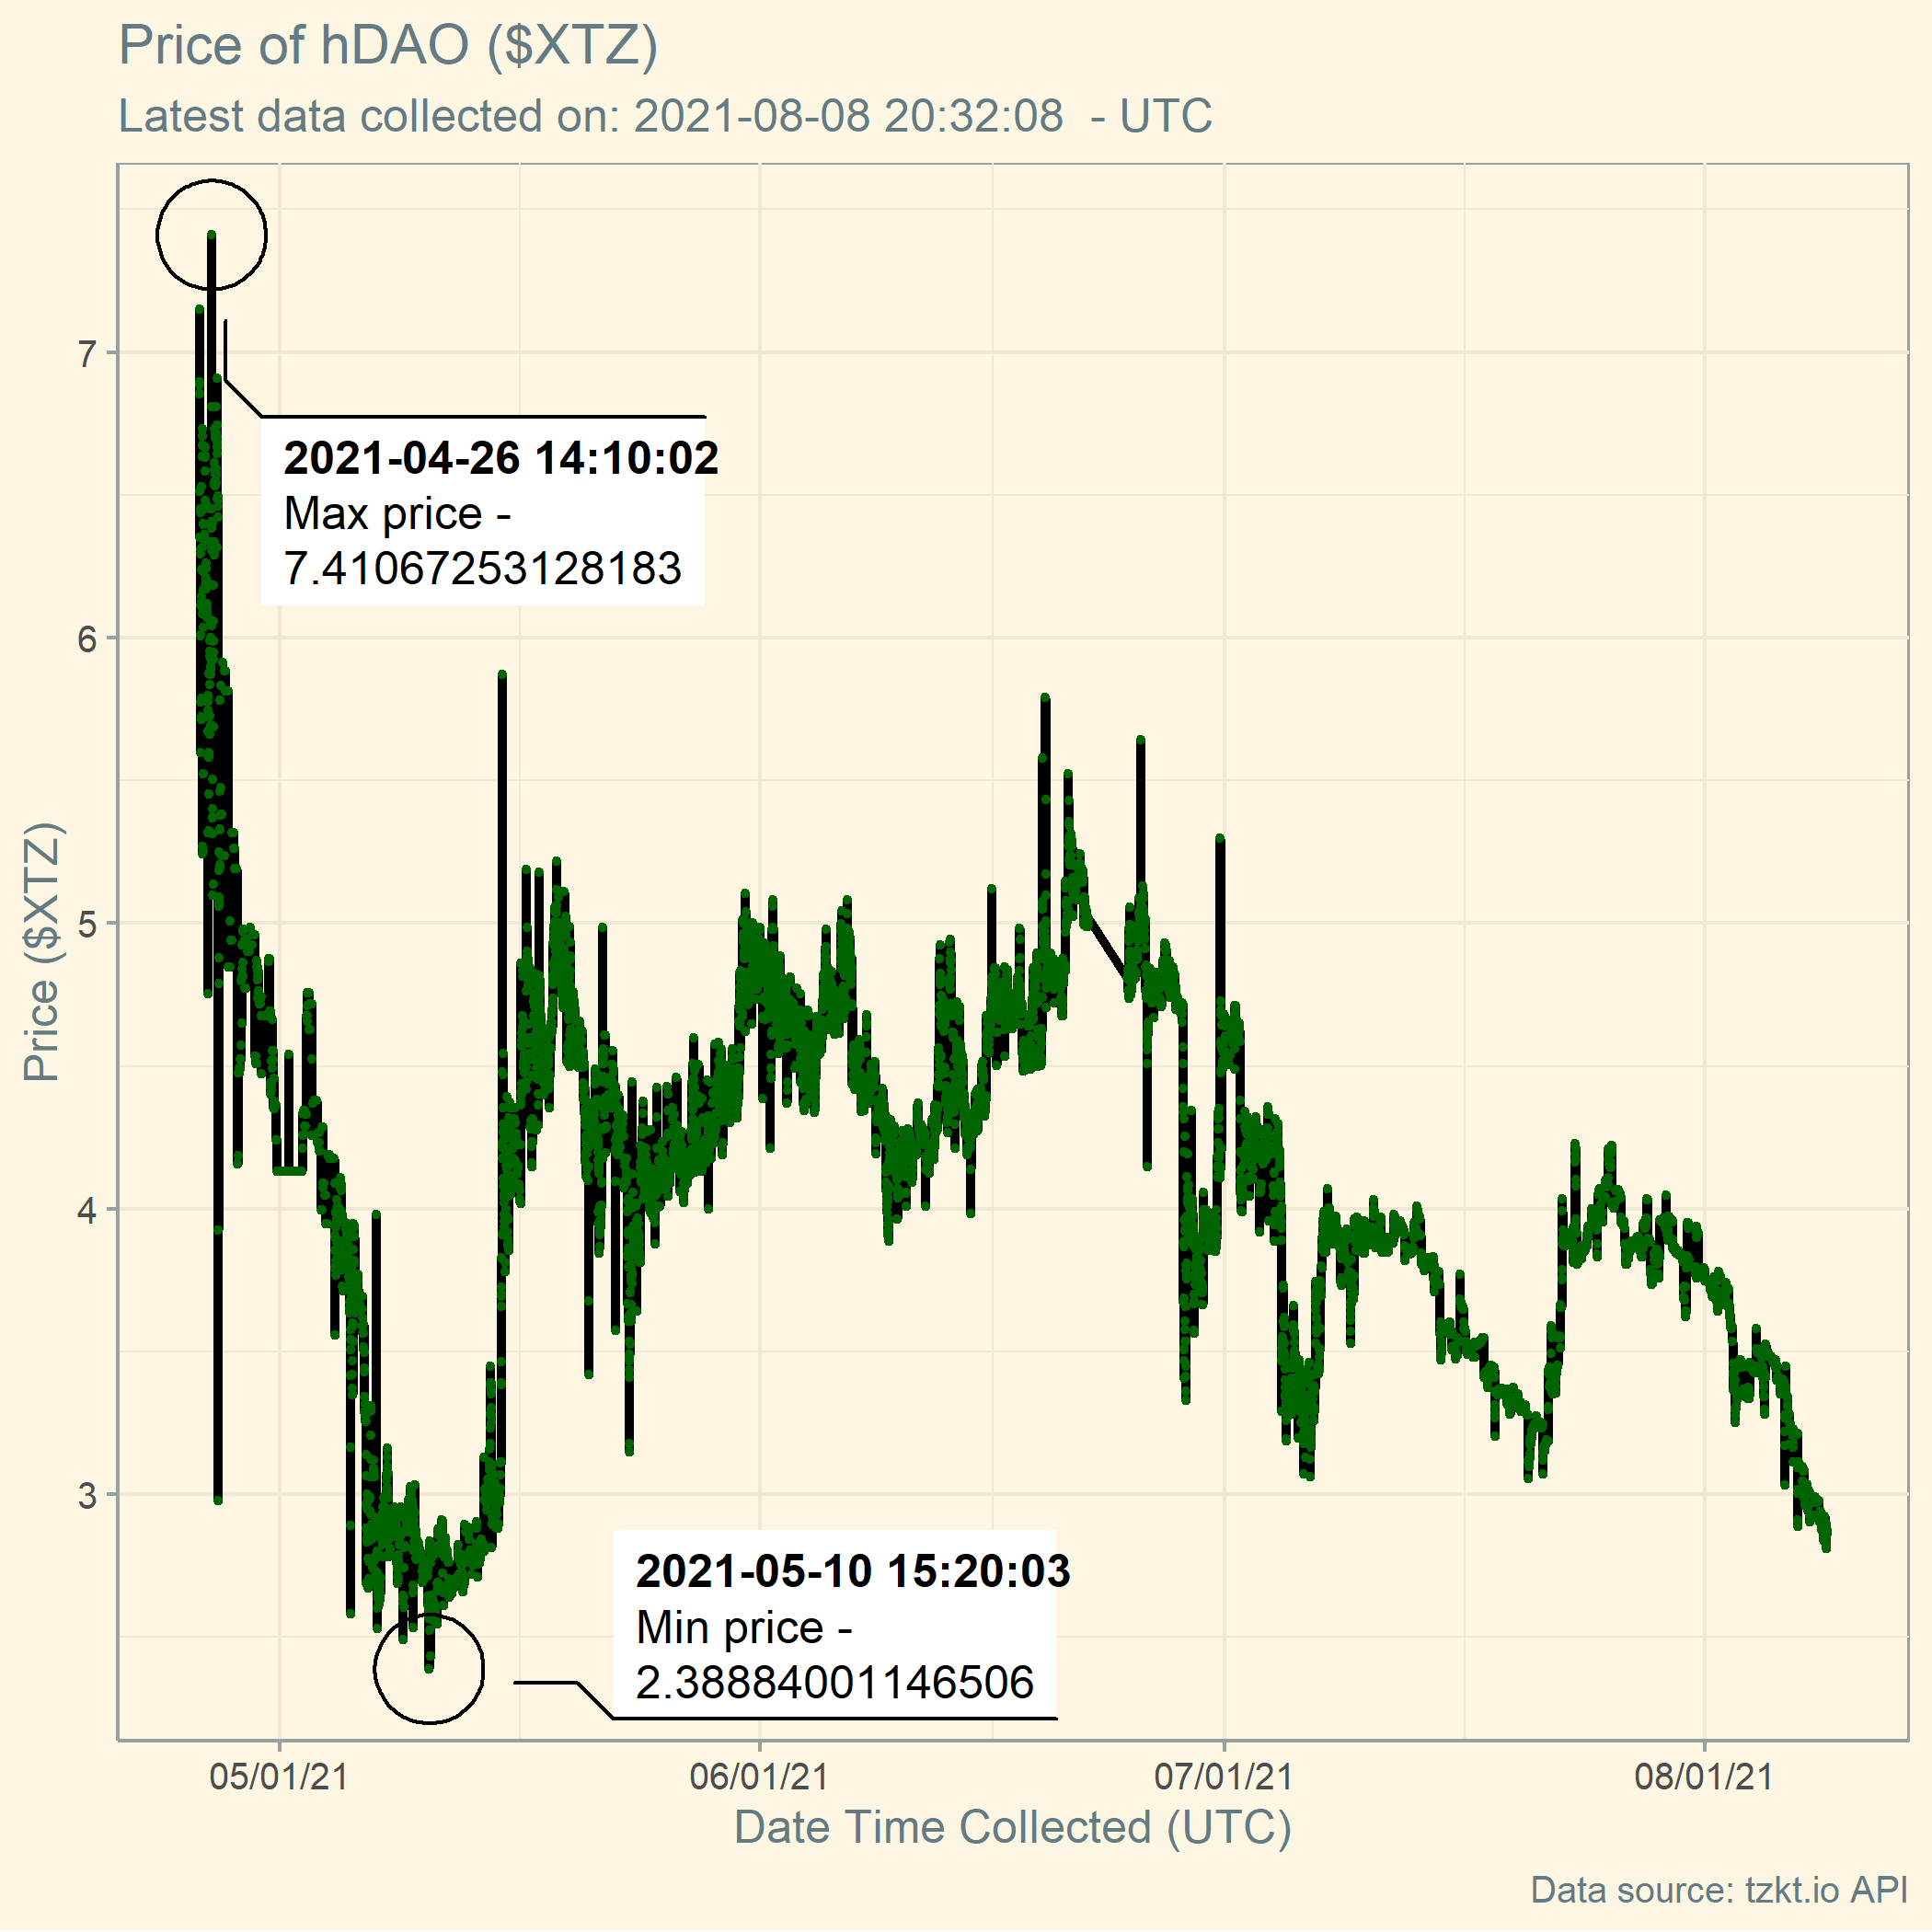 Price of hDAO ($XTZ)
Latest data collected on: 2021-08-08 20:32:08  - UTC
7
6
5
4
3
Price ($XTZ)
2021-04-26 14:10:02
Max price -
7.41067253128183
2021-05-10 15:20:03
Min price -
2.38884001146506
05/01/21
06/01/21
07/01/21
08/01/21
Date Time Collected (UTC)
Data source: tzkt.io API